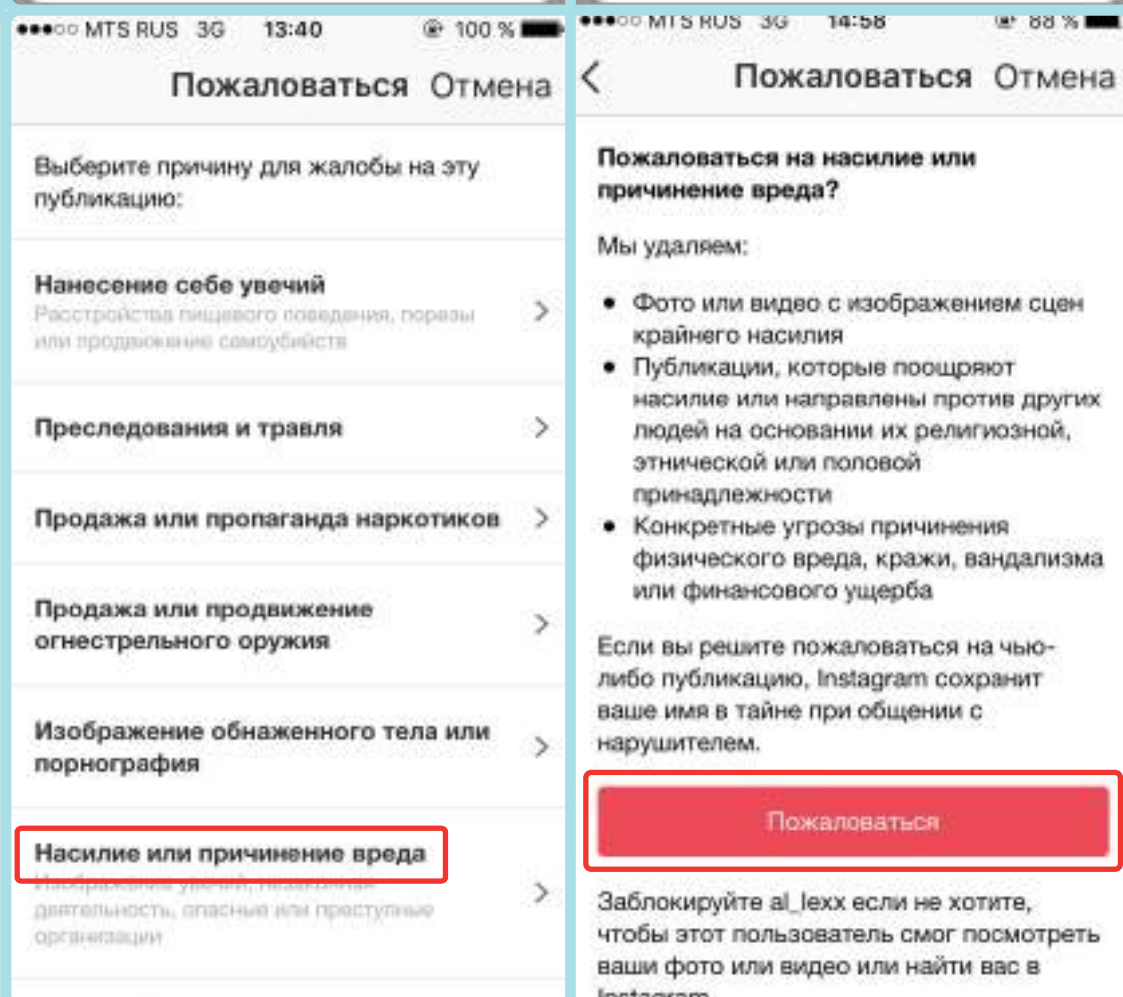 MTS RUS 3G 13:40 100 %
Пожаловаться Отмена
Выберите причину для жалобы на эту
публикацию:
Нанесение себе увечий
Расстройства пищевого поведения, порезы
или продвижение самоубийств
Преследования и травля
Продажа или пропаганда наркотиков
Продажа или продвижение
огнестрельного оружия
Изображение обнаженного тела или
порнография
Насилие или причинение вреда
Изображение увечий, незаконная
деятельность, опасные или преступные
организации
MTS RUS 3G 14:58 88 %
Пожаловаться Отмена
Пожаловаться на насилие или
причинение вреда?
Мы удаляем:
• Фото или видео с изображением сцен
крайнего насилия
• Публикации, которые поощряют
насилие или направлены против других
людей на основании их религиозной,
этнической или половой
принадлежности
• Конкретные угрозы причинения
физического вреда, кражи, вандализма
или финансового ущерба
Если вы решите пожаловаться на чью-
либо публикацию, Instagram сохранит
ваше имя в тайне при общении с
нарушителем.
Пожаловаться
Заблокируйте al_lexx если не хотите,
чтобы этот пользователь смог посмотреть
ваши фото или видео или найти вас в
Instagram